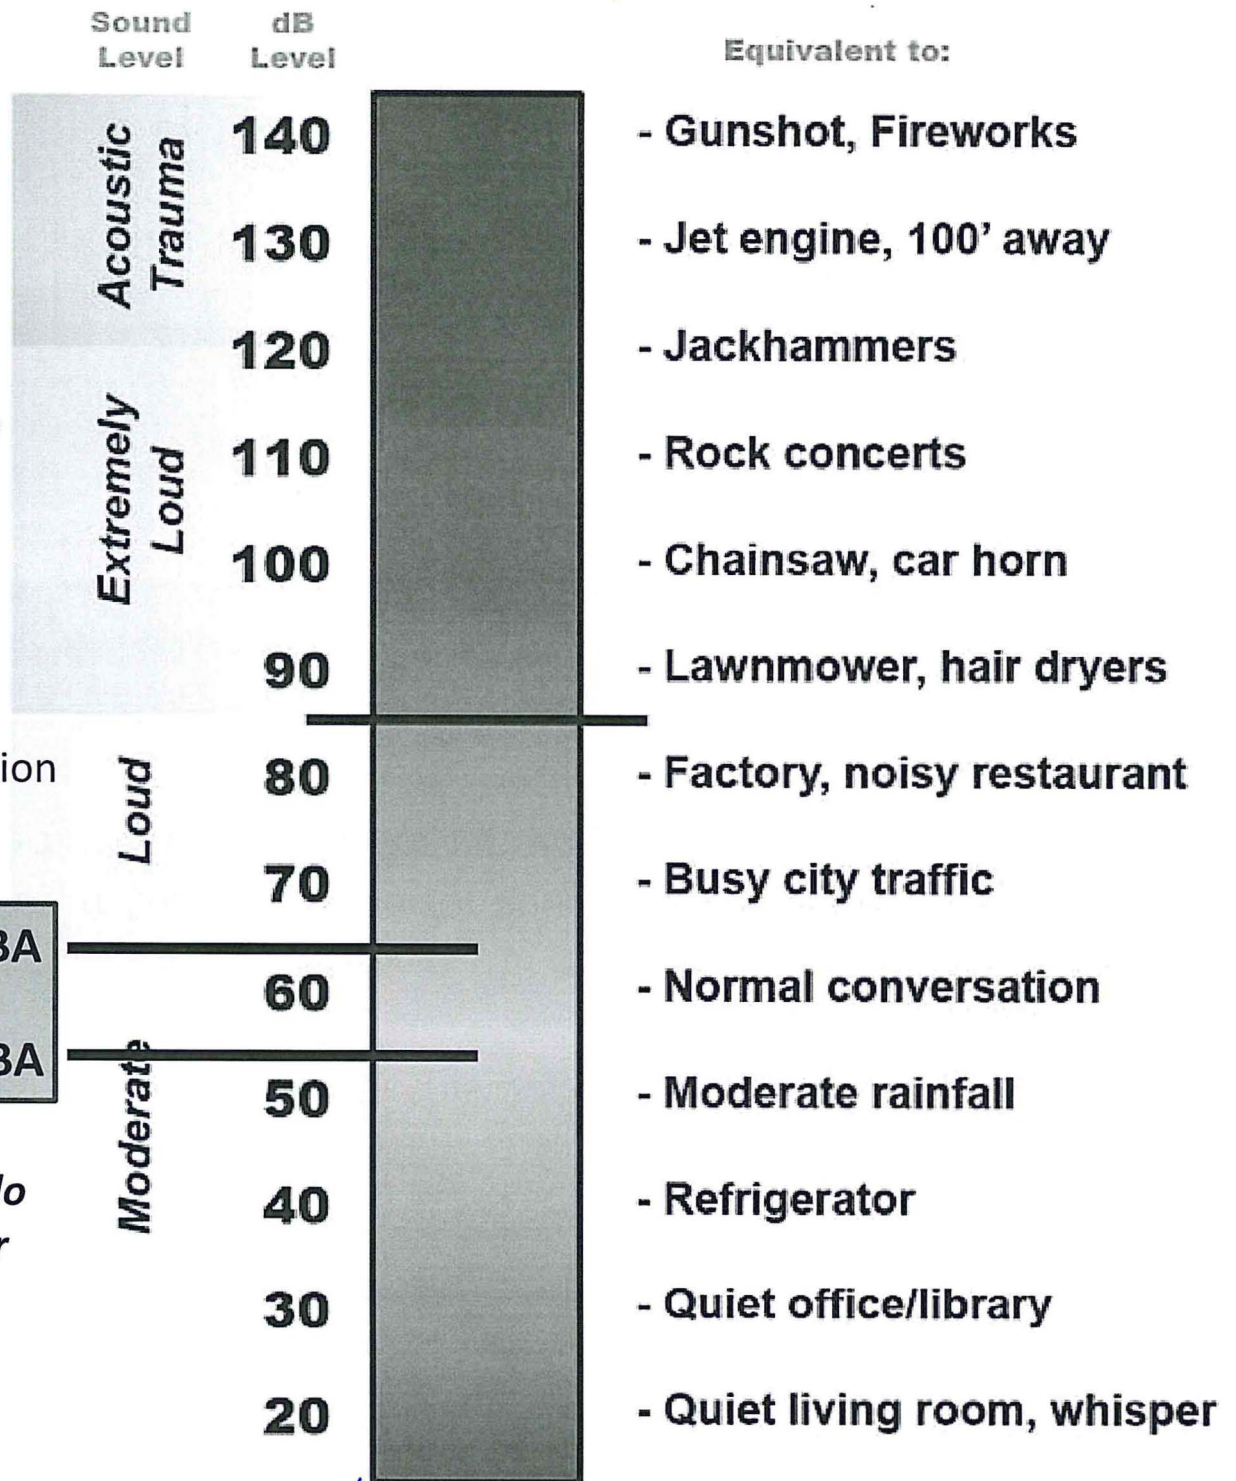 Sound Level
dB Level
Equivalent to:
Acoustic Trauma
140 - Gunshot, Fireworks
130 - Jet engine, 100’ away
120 - Jackhammers
Extremely Loud
110 - Rock concerts
100 - Chainsaw, car horn
90 - Lawnmower, hair dryers
ion
Loud
80 - Factory, noisy restaurant
70 - Busy city traffic
BA
60 - Normal conversation
BA
Moderate
50 - Moderate rainfall
lo
40 - Refrigerator
r
30 - Quiet office/library
20 - Quiet living room, whisper